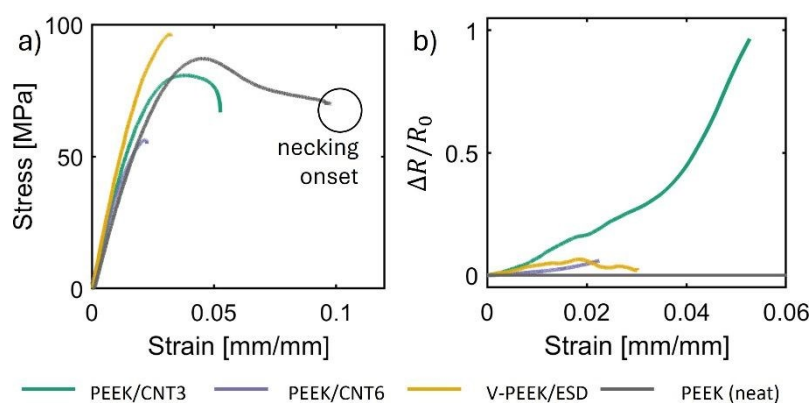 a)
100
50
0
Stress [MPa]
0
0.05
0.1
Strain [mm/mm]
necking
onset
b)
1
0.5
0
ΔR/R₀
0
0.02
0.04
0.06
Strain [mm/mm]
PEEK/CNT3
PEEK/CNT6
V-PEEK/ESD
PEEK (neat)